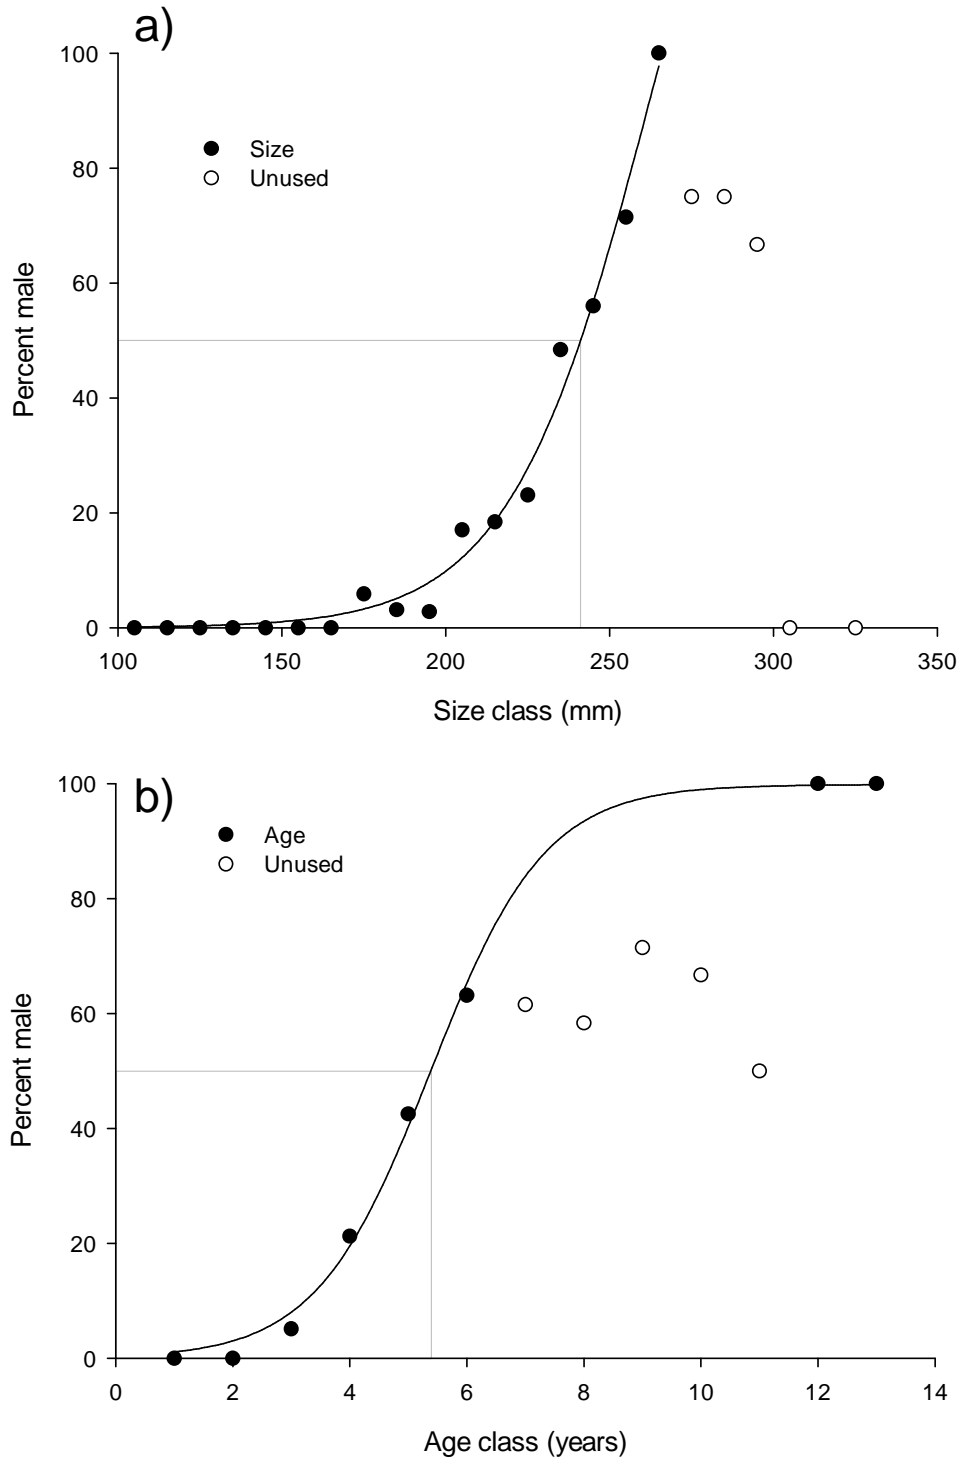 a)
100
80
60
40
20
0
Percent male
Size
Unused
100 150 200 250 300 350
Size class (mm)
b)
100
80
60
40
20
0
Percent male
Age
Unused
0 2 4 6 8 10 12 14
Age class (years)